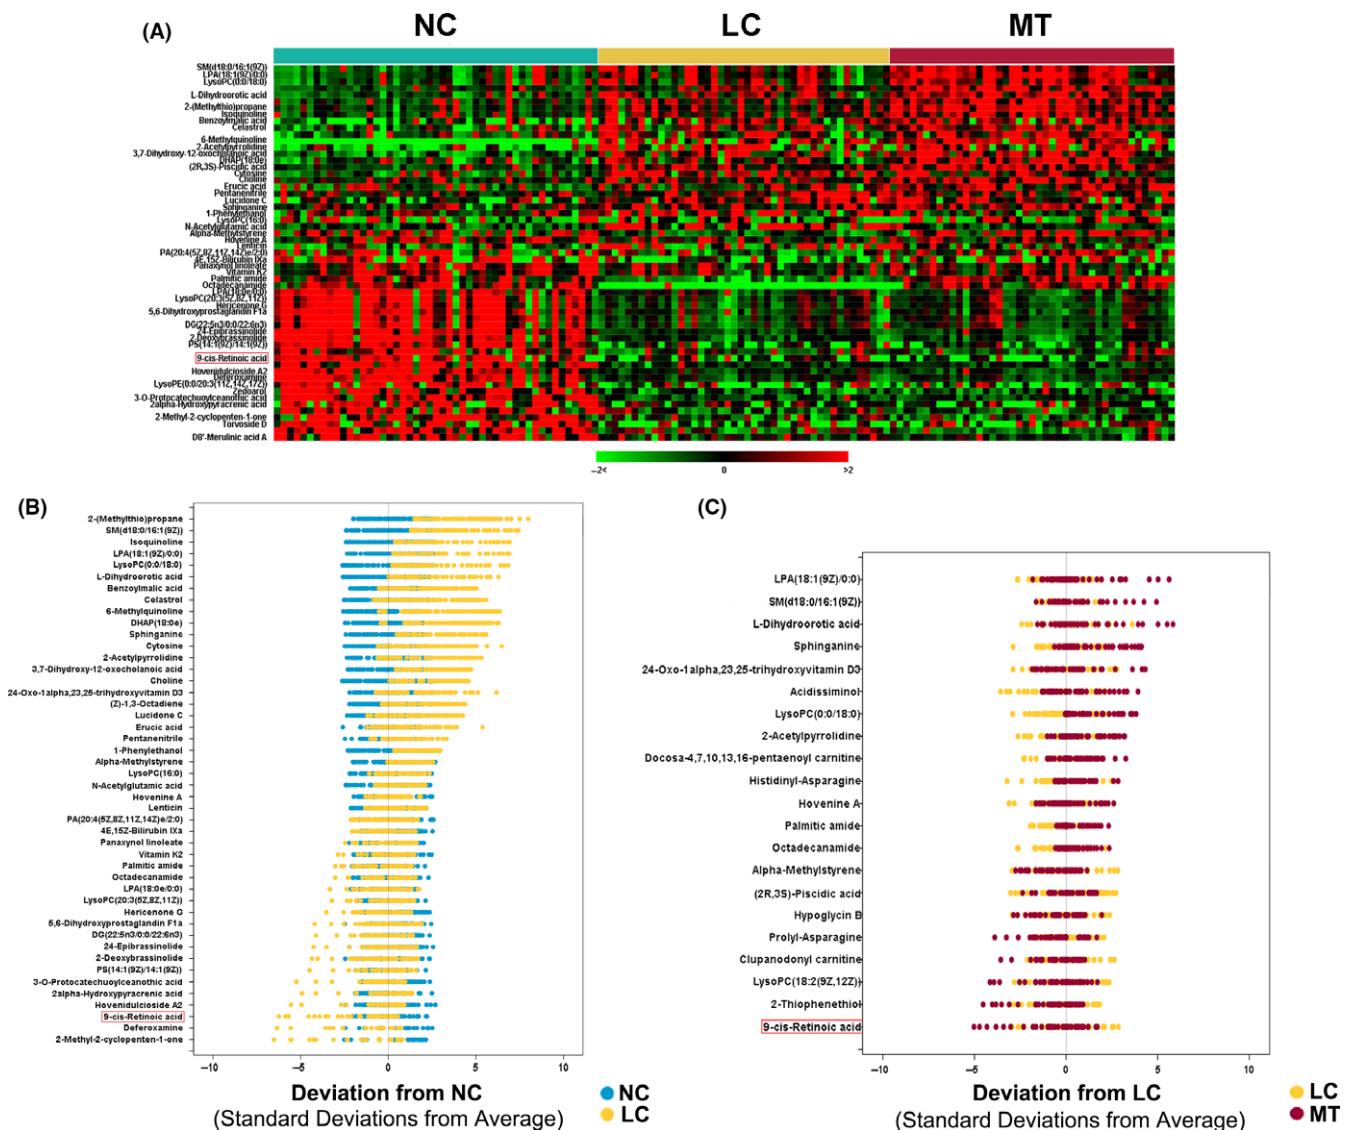 (A)
NC LC MT
SM(d18:0/16:1(9Z))
LPA(18:1(9Z)/0:0)
LysoPC(0:0/18:0)
L-Dihydroorotic acid
2-(Methylthio)propane
Isoquinoline
Benzoylmalic acid
Celastrol
6-Methylquinoline
2-Acetylpyrrolidine
3,7-Dihydroxy-12-oxocholanoic acid
DHAP(18:0e)
(2R,3S)-Piscidic acid
Cytosine
Choline
Erucic acid
Pentanenitrile
Lucidone C
Sphinganine
1-Phenylethanol
LysoPC(16:0)
N-Acetylglutamic acid
Alpha-Methylstyrene
Hovenine A
Lenticin
PA(20:4(5Z,8Z,11Z,14Z)e/2:0)
4E,15Z-Bilirubin IXa
Panaxynol linoleate
Vitamin K2
Palmitic amide
Octadecanamide
LPA(18:0e/0:0)
LysoPC(20:3(5Z,8Z,11Z))
Hericenone G
5,6-Dihydroxyprostaglandin F1a
DG(22:5n3/0:0/22:6n3)
24-Epibrassinolide
2-Deoxybrassinolide
PS(14:1(9Z)/14:1(9Z))
9-cis-Retinoic acid
Hovenidulcioside A2
Deferoxamine
LysoPE(0:0/20:3(11Z,14Z,17Z))
Zedoarol
3-O-Protocatechuoylceanothic acid
2alpha-Hydroxypyracrenic acid
2-Methyl-2-cyclopenten-1-one
Torvoside D
D8'-Merulinic acid A
-2< 0 >2
(B)
2-(Methylthio)propane
SM(d18:0/16:1(9Z))
Isoquinoline
LPA(18:1(9Z)/0:0)
LysoPC(0:0/18:0)
L-Dihydroorotic acid
Benzoylmalic acid
Celastrol
6-Methylquinoline
DHAP(18:0e)
Sphinganine
Cytosine
2-Acetylpyrrolidine
3,7-Dihydroxy-12-oxocholanoic acid
Choline
24-Oxo-1alpha,23,25-trihydroxyvitamin D3
(Z)-1,3-Octadiene
Lucidone C
Erucic acid
Pentanenitrile
1-Phenylethanol
Alpha-Methylstyrene
LysoPC(16:0)
N-Acetylglutamic acid
Hovenine A
Lenticin
PA(20:4(5Z,8Z,11Z,14Z)e/2:0)
4E,15Z-Bilirubin IXa
Panaxynol linoleate
Vitamin K2
Palmitic amide
Octadecanamide
LPA(18:0e/0:0)
LysoPC(20:3(5Z,8Z,11Z))
Hericenone G
5,6-Dihydroxyprostaglandin F1a
DG(22:5n3/0:0/22:6n3)
24-Epibrassinolide
2-Deoxybrassinolide
PS(14:1(9Z)/14:1(9Z))
3-O-Protocatechuoylceanothic acid
2alpha-Hydroxypyracrenic acid
Hovenidulcioside A2
9-cis-Retinoic acid
Deferoxamine
2-Methyl-2-cyclopenten-1-one
-10 -5 0 5 10
Deviation from NC
(Standard Deviations from Average)
NC
LC
(C)
LPA(18:1(9Z)/0:0)
SM(d18:0/16:1(9Z))
L-Dihydroorotic acid
Sphinganine
24-Oxo-1alpha,23,25-trihydroxyvitamin D3
Acidissiminol
LysoPC(0:0/18:0)
2-Acetylpyrrolidine
Docosa-4,7,10,13,16-pentaenoyl carnitine
Histidinyl-Asparagine
Hovenine A
Palmitic amide
Octadecanamide
Alpha-Methylstyrene
(2R,3S)-Piscidic acid
Hypoglycin B
Prolyl-Asparagine
Clupanodonyl carnitine
LysoPC(18:2(9Z,12Z))
2-Thiophenethiol
9-cis-Retinoic acid
-10 -5 0 5 10
Deviation from LC
(Standard Deviations from Average)
LC
MT